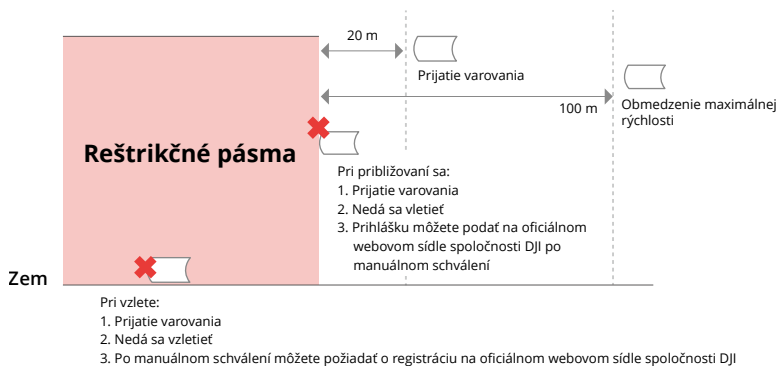 20 m
Prijatie varovania
100 m
Obmedzenie maximálnej
rýchlosti
Reštrikčné pásma
Pri približovaní sa:
1. Prijatie varovania
2. Nedá sa vletieť
3. Prihlášku môžete podať na oficiálnom
webovom sídle spoločnosti DJI po
manuálnom schválení
Zem
Pri vzlete:
1. Prijatie varovania
2. Nedá sa vzletieť
3. Po manuálnom schválení môžete požiadať o registráciu na oficiálnom webovom sídle spoločnosti DJI